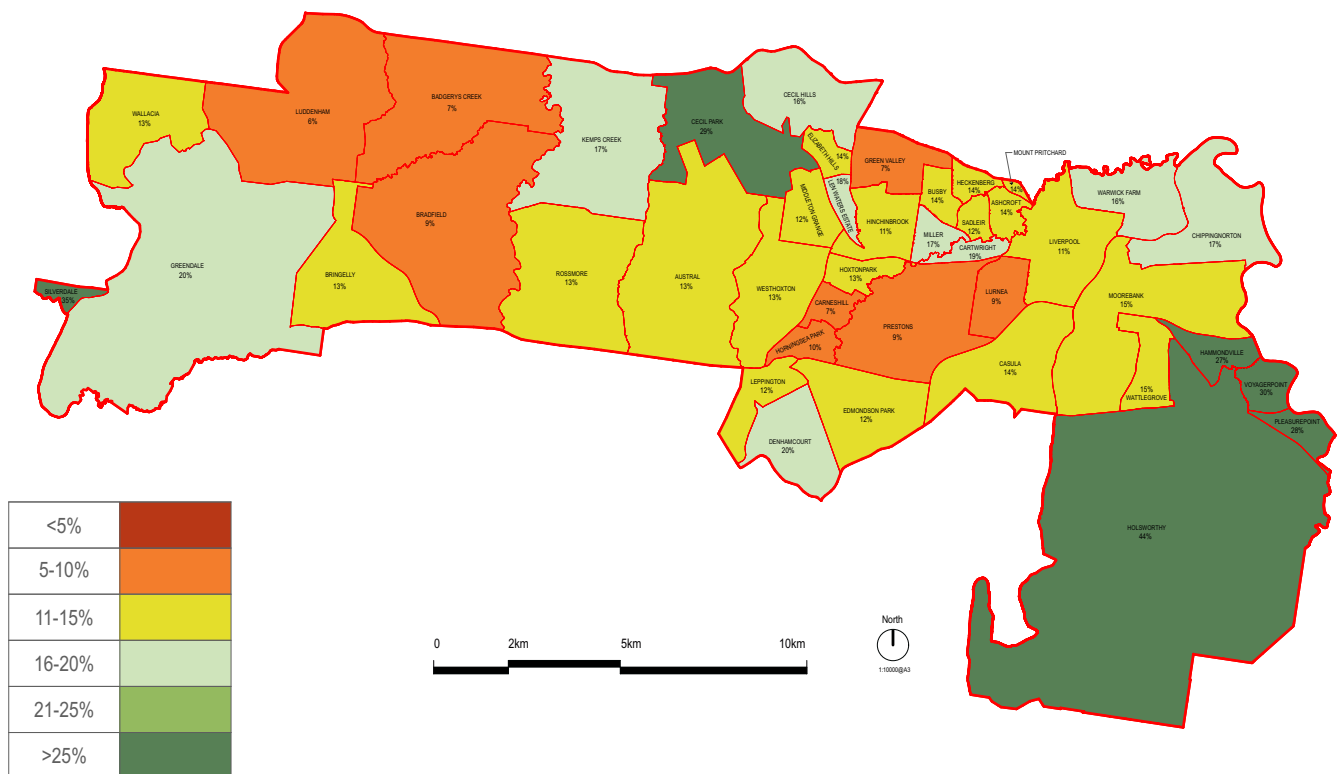 WALLACIA
13%
LUDDENHAM
6%
BADGERYS CREEK
7%
KEMPS CREEK
17%
CECIL PARK
29%
CECIL HILLS
16%
ELIZABETH HILLS
14%
GREEN VALLEY
7%
MOUNT PRITCHARD
14%
HECKENBERG
14%
BUSBY
14%
ASHCROFT
14%
SADLEIR
12%
WARWICK FARM
16%
CHIPPINGNORTON
17%
18%
LEN WATERS ESTATE
MIDDLETON GRANGE
12%
HINCHINBROOK
11%
MILLER
17%
CARTWRIGHT
19%
LIVERPOOL
11%
BRADFIELD
9%
GREENDALE
20%
SILVERDALE
35%
BRINGELLY
13%
ROSSMORE
13%
AUSTRAL
13%
WESTHOXTON
13%
HOXTONPARK
13%
CARNESHILL
7%
HORNINGSEA PARK
10%
PRESTONS
9%
LURNEA
9%
MOOREBANK
15%
CASULA
14%
HAMMONDVILLE
27%
VOYAGERPOINT
30%
15%
WATTLEGROVE
PLEASUREPOINT
28%
LEPPINGTON
12%
EDMONDSON PARK
12%
DENHAMCOURT
20%
HOLSWORTHY
44%
<5%
5-10%
11-15%
16-20%
21-25%
>25%
0 2km 5km 10km
North
1:10000@A3